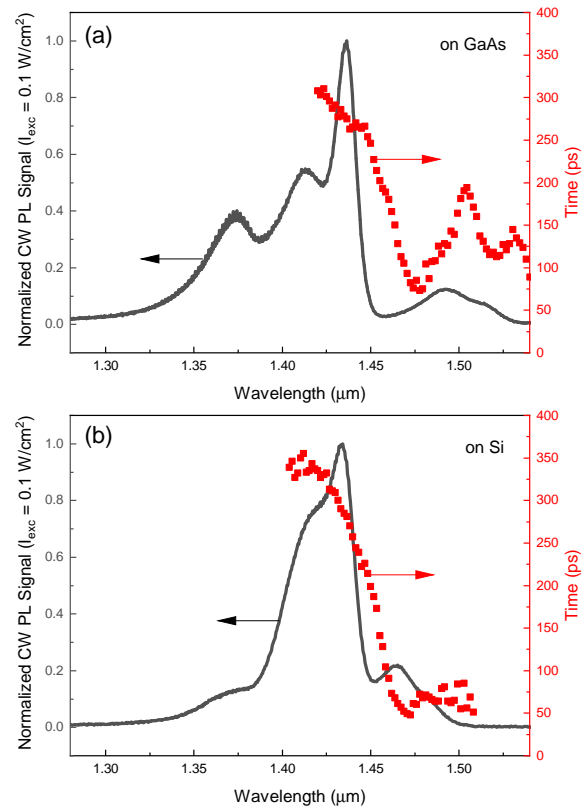 (a)
on GaAs
Normalized CW PL Signal (Iexc = 0.1 W/cm2)
1.0
0.8
0.6
0.4
0.2
0.0
400
350
300
250
200
150
100
50
0
Time (ps)
1.30 1.35 1.40 1.45 1.50
Wavelength (μm)
(b)
on Si
Normalized CW PL Signal (Iexc = 0.1 W/cm2)
1.0
0.8
0.6
0.4
0.2
0.0
400
350
300
250
200
150
100
50
0
Time (ps)
1.30 1.35 1.40 1.45 1.50
Wavelength (μm)